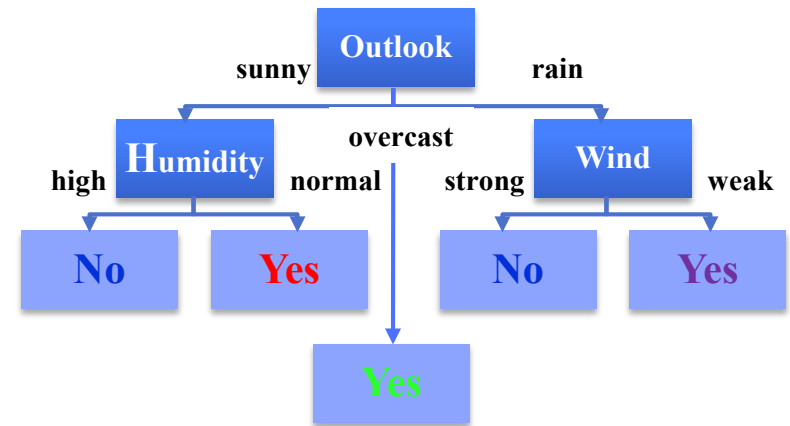 Outlook
sunny
rain
overcast
Humidity
Wind
high
normal
strong
weak
No
Yes
No
Yes
Yes